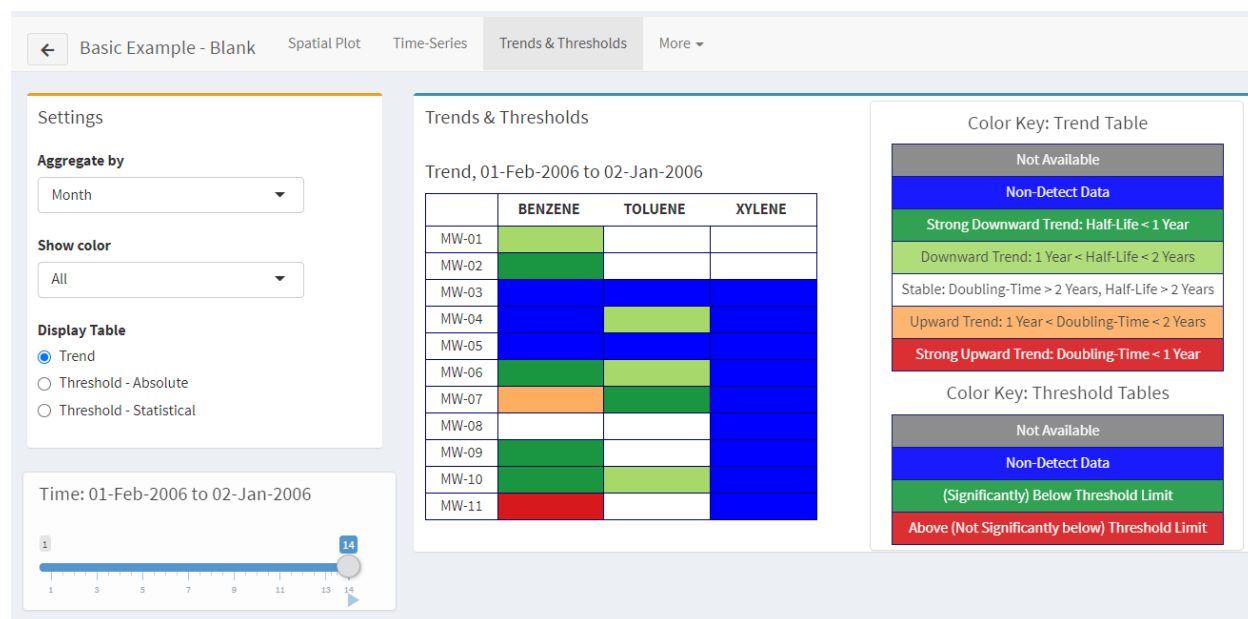 Basic Example - Blank Spatial Plot Time-Series Trends & Thresholds More
Settings
Aggregate by
Month
Show color
All
Display Table
Trend
Threshold - Absolute
Threshold - Statistical
Time: 01-Feb-2006 to 02-Jan-2006
1 14
1 3 5 7 9 11 13 14
Trends & Thresholds
Trend, 01-Feb-2006 to 02-Jan-2006
BENZENE TOLUENE XYLENE
MW-01
MW-02
MW-03
MW-04
MW-05
MW-06
MW-07
MW-08
MW-09
MW-10
MW-11
Color Key: Trend Table
Not Available
Non-Detect Data
Strong Downward Trend: Half-Life < 1 Year
Downward Trend: 1 Year < Half-Life < 2 Years
Stable: Doubling-Time > 2 Years, Half-Life > 2 Years
Upward Trend: 1 Year < Doubling-Time < 2 Years
Strong Upward Trend: Doubling-Time < 1 Year
Color Key: Threshold Tables
Not Available
Non-Detect Data
(Significantly) Below Threshold Limit
Above (Not Significantly below) Threshold Limit